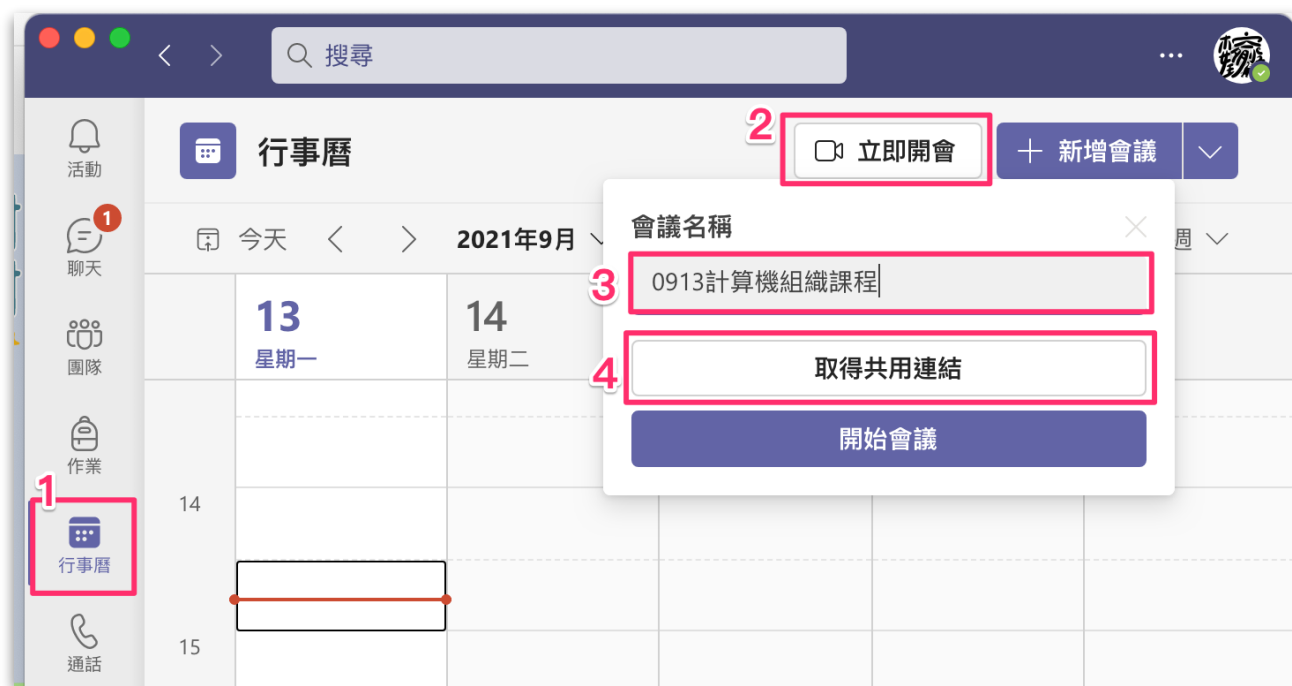 搜尋
活動
聊天
1
團隊
作業
1
行事曆
通話
行事曆
2
立即開會
新增會議
今天
2021年9月
週
會議名稱
3
0913計算機組織課程
4
取得共用連結
開始會議
13
星期一
14
星期二
14
15